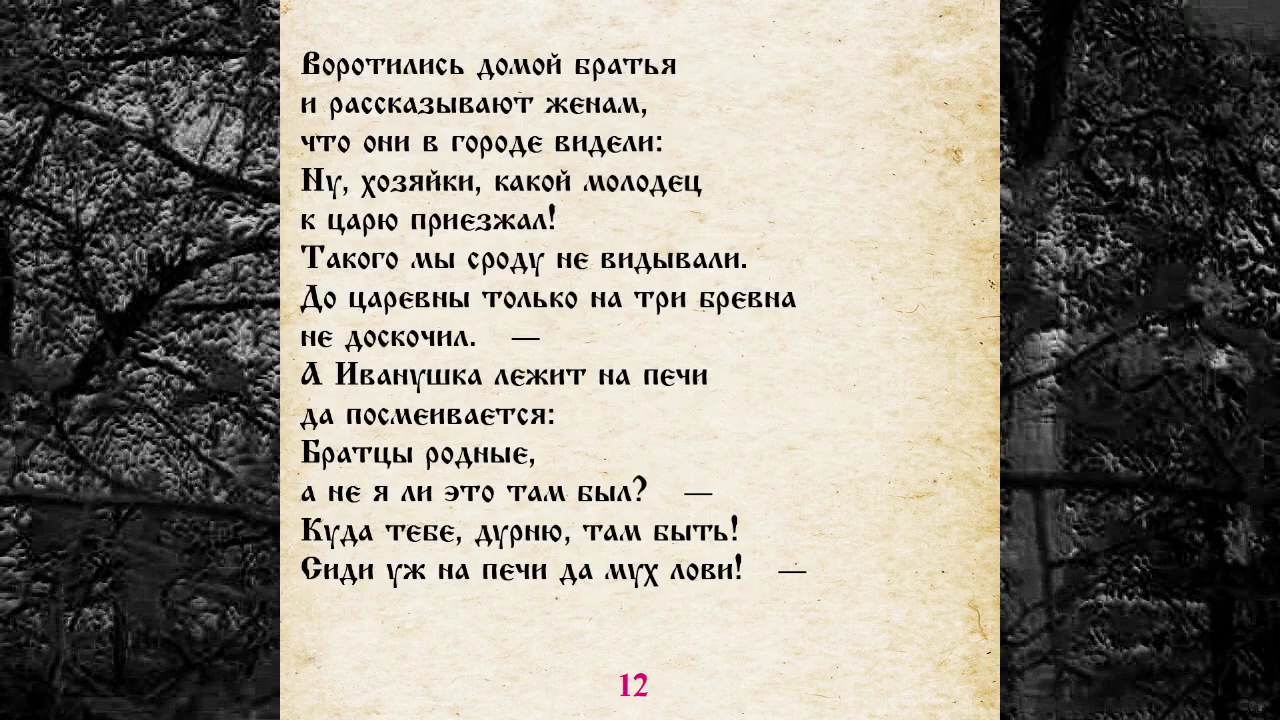 Воротились домой братья
и рассказывают женам,
что они в городе видели:
Ну, хозяйки, какой молодец
к царю приезжал!
Такого мы сроду не видывали.
До царевны только на три бревна
не доскочил. —
А Иванушка лежит на печи
да посмеивается:
Братцы родные,
а не я ли это там был? —
Куда тебе, дурню, там быть!
Сиди уж на печи да мух лови! —
12